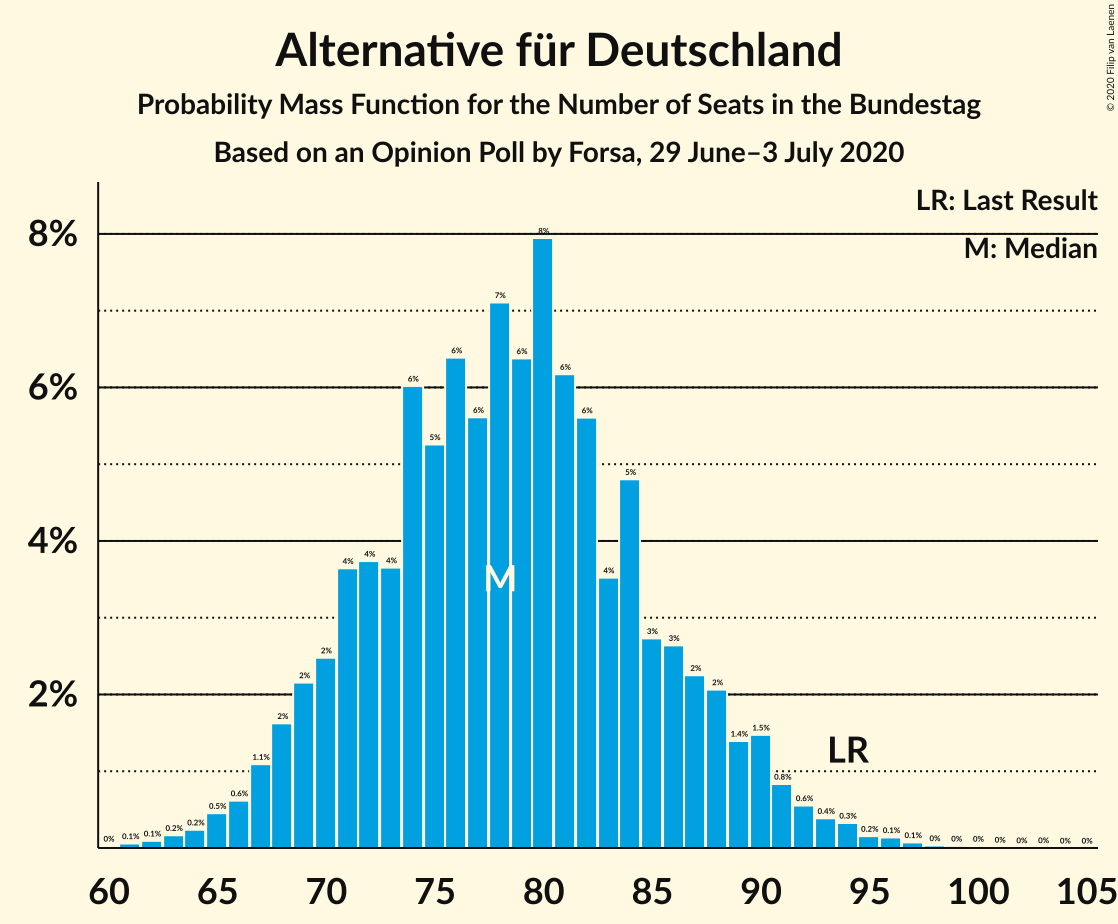 Alternative für Deutschland
Probability Mass Function for the Number of Seats in the Bundestag
Based on an Opinion Poll by Forsa, 29 June–3 July 2020
© 2020 Filip van Laenen
LR: Last Result
M: Median
8%
6%
4%
2%
0% 0.1% 0.1% 0.2% 0.2% 0.5% 0.6% 1.1% 2% 2% 2% 4% 4% 4% 6% 5% 6% 6% 7% 6% 8% 6% 6% 4% 5% 3% 3% 2% 2% 1.4% 1.5% 0.8% 0.6% 0.4% 0.3% 0.2% 0.1% 0.1% 0% 0% 0% 0% 0% 0% 0% 0%
M
LR
60 65 70 75 80 85 90 95 100 105